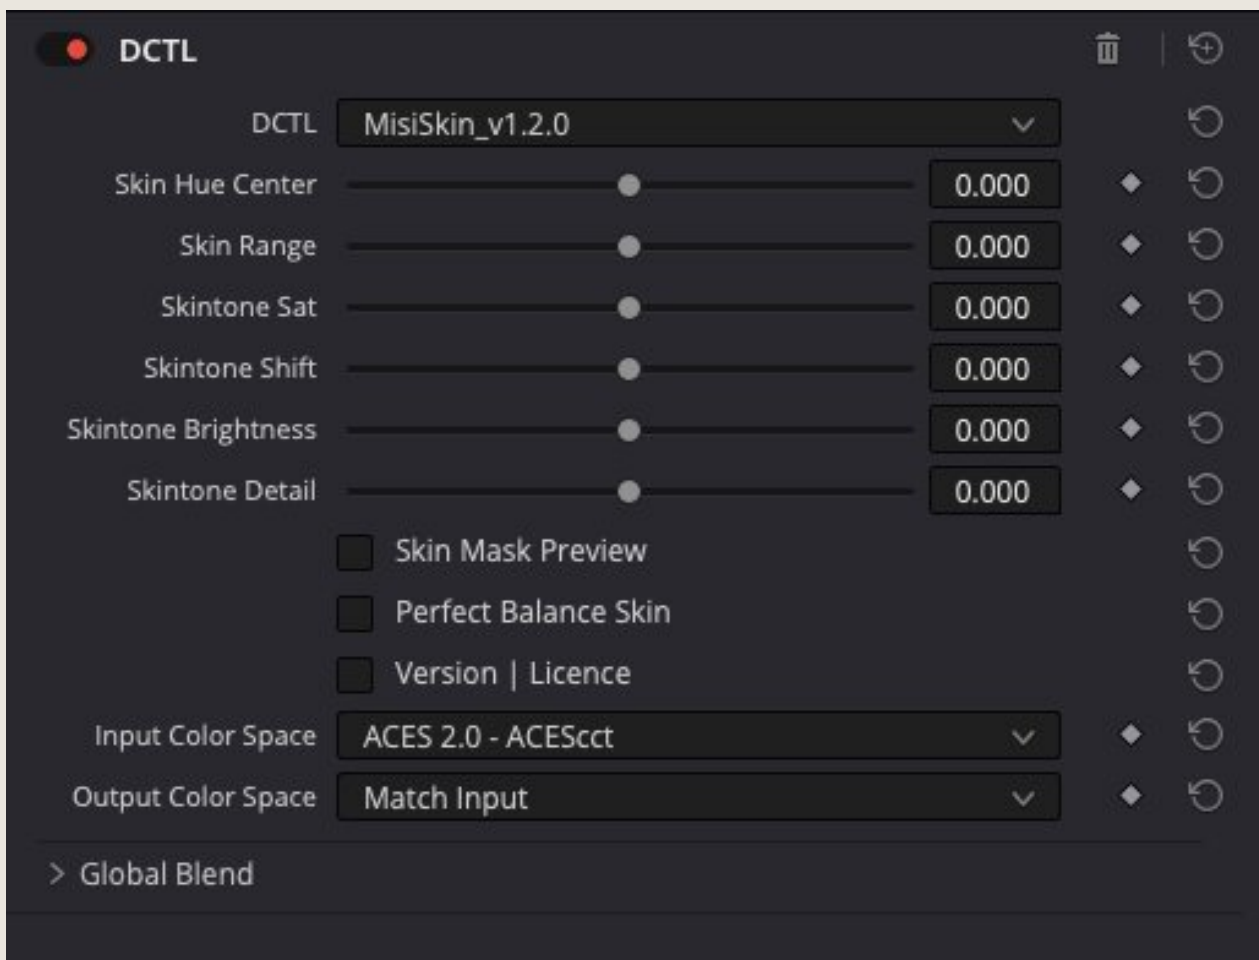 DCTL
DCTL MisiSkin_v1.2.0
Skin Hue Center 0.000
Skin Range 0.000
Skintone Sat 0.000
Skintone Shift 0.000
Skintone Brightness 0.000
Skintone Detail 0.000
Skin Mask Preview
Perfect Balance Skin
Version | Licence
Input Color Space ACES 2.0 - ACEScct
Output Color Space Match Input
Global Blend